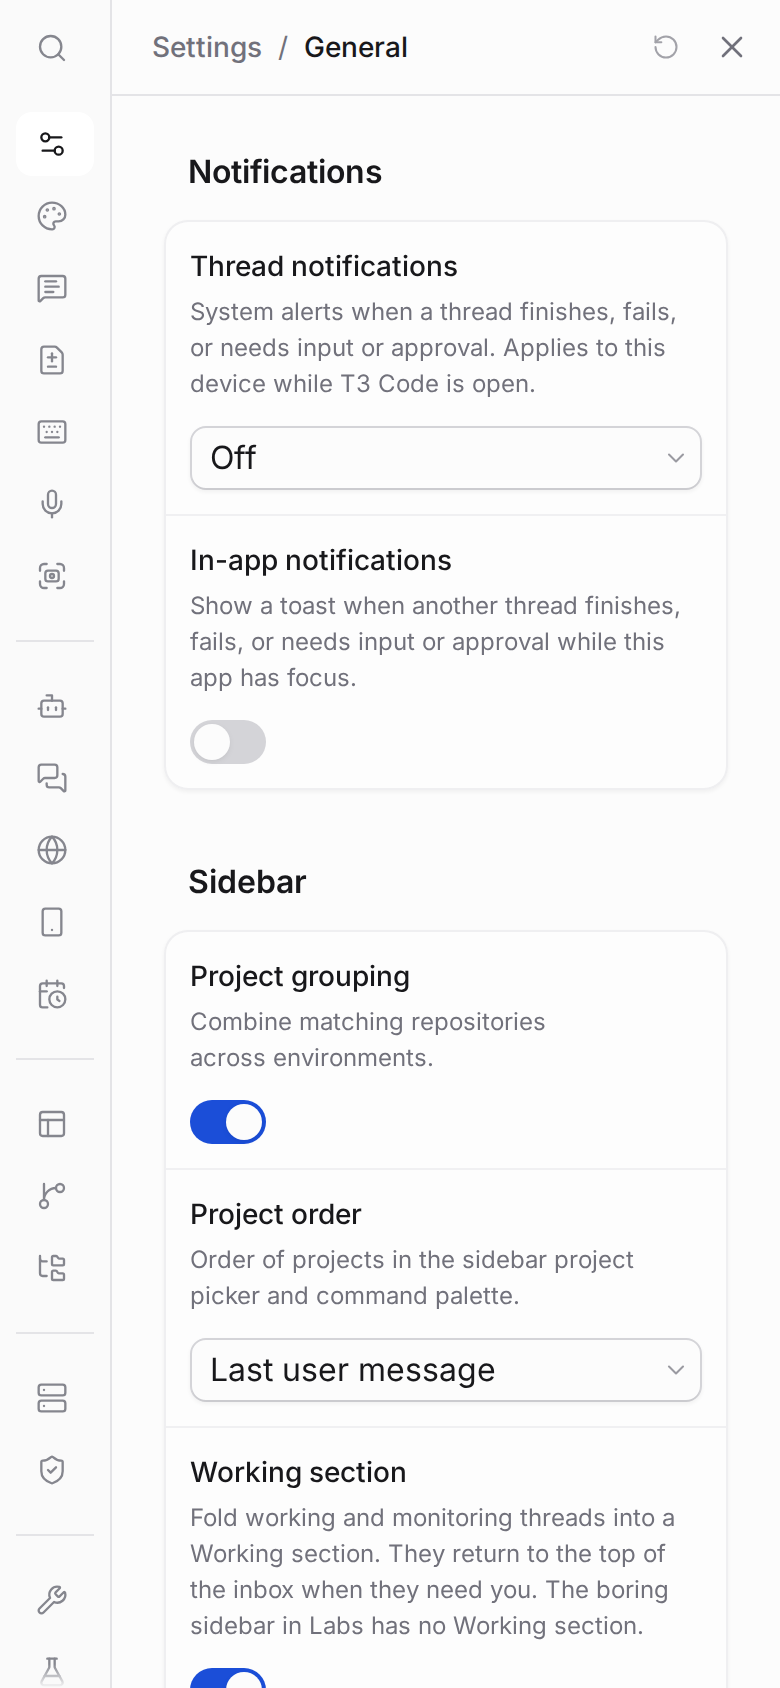 Settings / General
Notifications
Thread notifications
System alerts when a thread finishes, fails,
or needs input or approval. Applies to this
device while T3 Code is open.
Off
In-app notifications
Show a toast when another thread finishes,
fails, or needs input or approval while this
app has focus.
Sidebar
Project grouping
Combine matching repositories
across environments.
Project order
Order of projects in the sidebar project
picker and command palette.
Last user message
Working section
Fold working and monitoring threads into a
Working section. They return to the top of
the inbox when they need you. The boring
sidebar in Labs has no Working section.